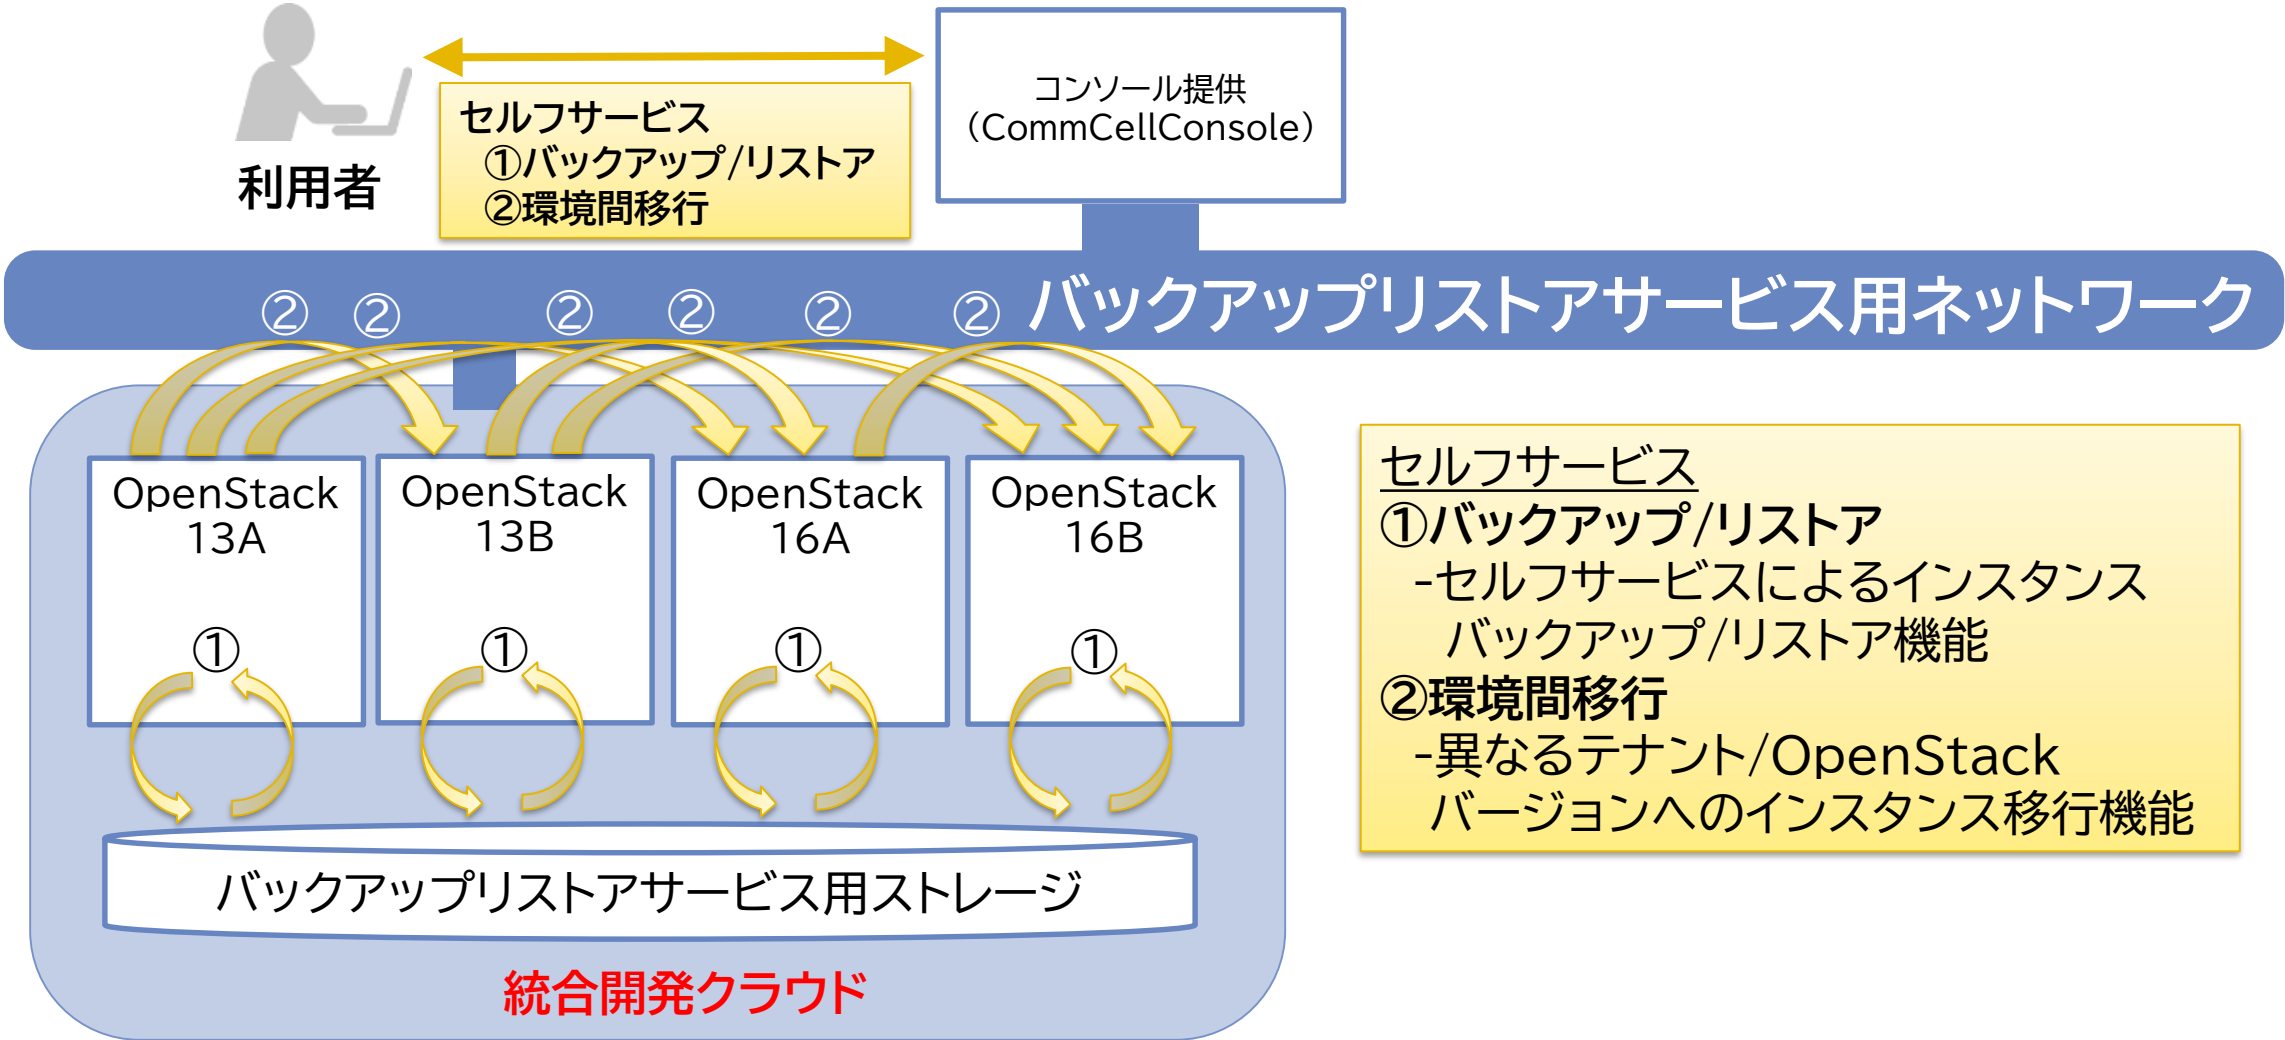 コンソール提供
（CommCellConsole）
セルフサービス
①バックアップ/リストア
②環境間移行
利用者
バックアップリストアサービス用ネットワーク
② ② ② ② ② ②
OpenStack
13A
①
OpenStack
13B
①
OpenStack
16A
①
OpenStack
16B
①
バックアップリストアサービス用ストレージ
統合開発クラウド
セルフサービス
①バックアップ/リストア
-セルフサービスによるインスタンス
バックアップ/リストア機能
②環境間移行
-異なるテナント/OpenStack
バージョンへのインスタンス移行機能